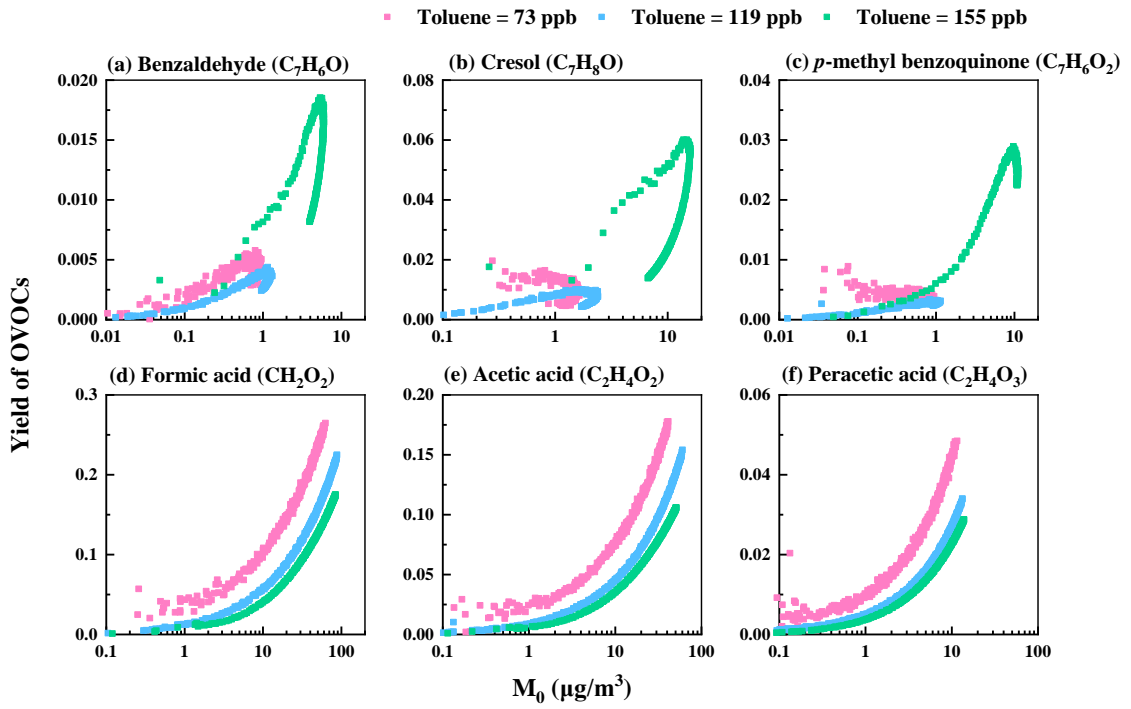 Toluene = 73 ppb Toluene = 119 ppb Toluene = 155 ppb
(a) Benzaldehyde (C₇H₆O) (b) Cresol (C₇H₈O) (c) p-methyl benzoquinone (C₇H₆O₂)
0.020 0.08 0.04
0.015 0.06 0.03
0.010 0.04 0.02
0.005 0.02 0.01
0.000 0.00 0.00
0.01 0.1 1 10 0.1 1 10 0.01 0.1 1 10
(d) Formic acid (CH₂O₂) (e) Acetic acid (C₂H₄O₂) (f) Peracetic acid (C₂H₄O₃)
0.3 0.20 0.06
0.2 0.15 0.04
0.1 0.10 0.02
0.0 0.05 0.00
0.00
0.1 1 10 100 0.1 1 10 100 0.1 1 10 100
Yield of OVOCs
M₀ (μg/m³)